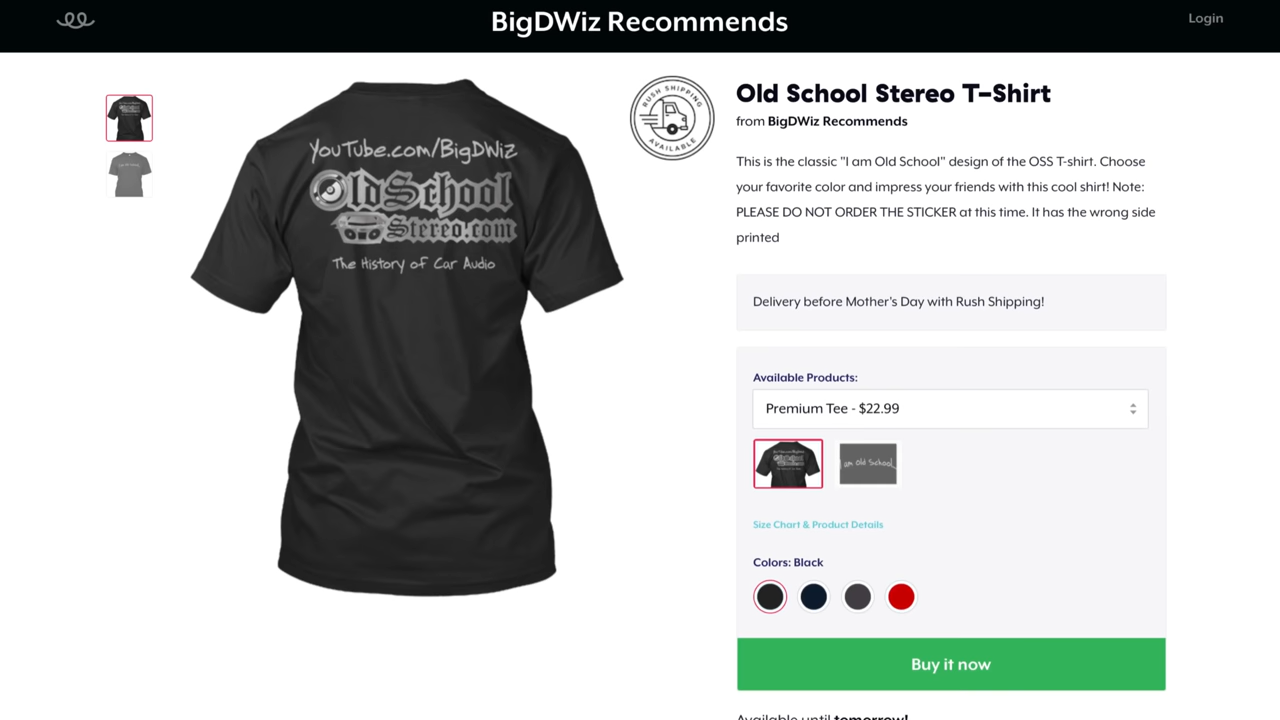 BigDWiz Recommends
Login
YouTube.com/BigDWiz
OldSchool
Stereo.com
The History of Car Audio
RUSH SHIPPING
AVAILABLE
Old School Stereo T-Shirt
from BigDWiz Recommends
This is the classic "I am Old School" design of the OSS T-shirt. Choose
your favorite color and impress your friends with this cool shirt! Note:
PLEASE DO NOT ORDER THE STICKER at this time. It has the wrong side
printed
Delivery before Mother's Day with Rush Shipping!
Available Products:
Premium Tee - $22.99
I am Old School
Size Chart & Product Details
Colors: Black
Buy it now
Available until tomorrow!